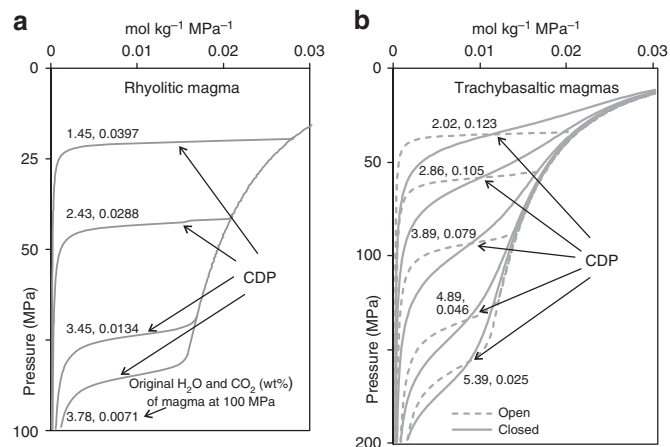 a
mol kg⁻¹ MPa⁻¹
0 0.01 0.02 0.03
0
25
50
75
100
Pressure (MPa)
Rhyolitic magma
1.45, 0.0397
2.43, 0.0288
CDP
3.45, 0.0134
Original H₂O and CO₂ (wt%)
of magma at 100 MPa
3.78, 0.0071
b
mol kg⁻¹ MPa⁻¹
0 0.01 0.02 0.03
0
50
100
200
Pressure (MPa)
Trachybasaltic magmas
2.02, 0.123
2.86, 0.105
3.89, 0.079
CDP
4.89,
0.046
5.39, 0.025
Open
Closed